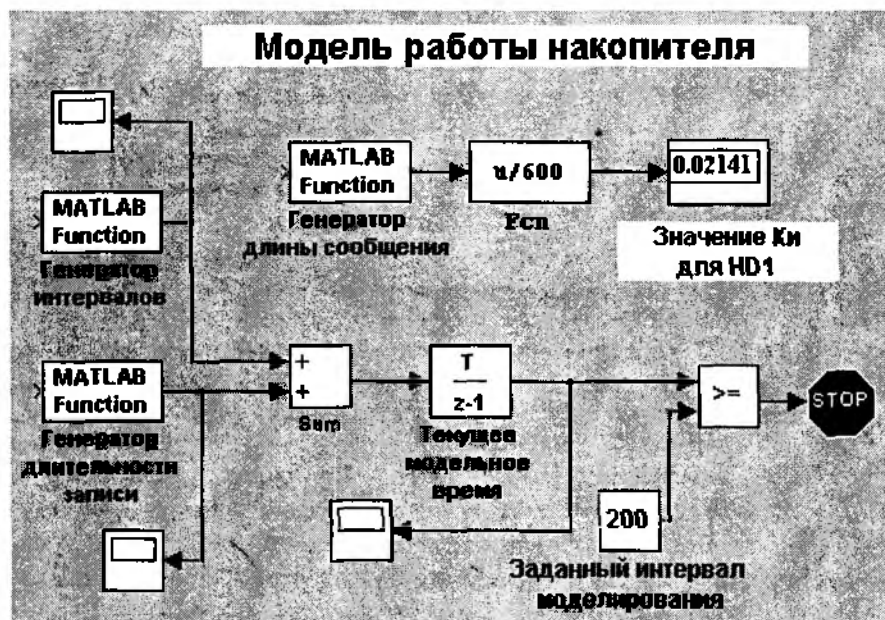 Модель работы накопителя
MATLAB
Function
Генератор
длины сообщения
u/600
Есп
0.02141
Значение Ки
для HD1
MATLAB
Function
Генератор
интервалов
MATLAB
Function
Генератор
длительности
записи
+
+
Sum
T
z-1
Текущее
модельное
время
>=
STOP
200
Заданный интервал
моделирования